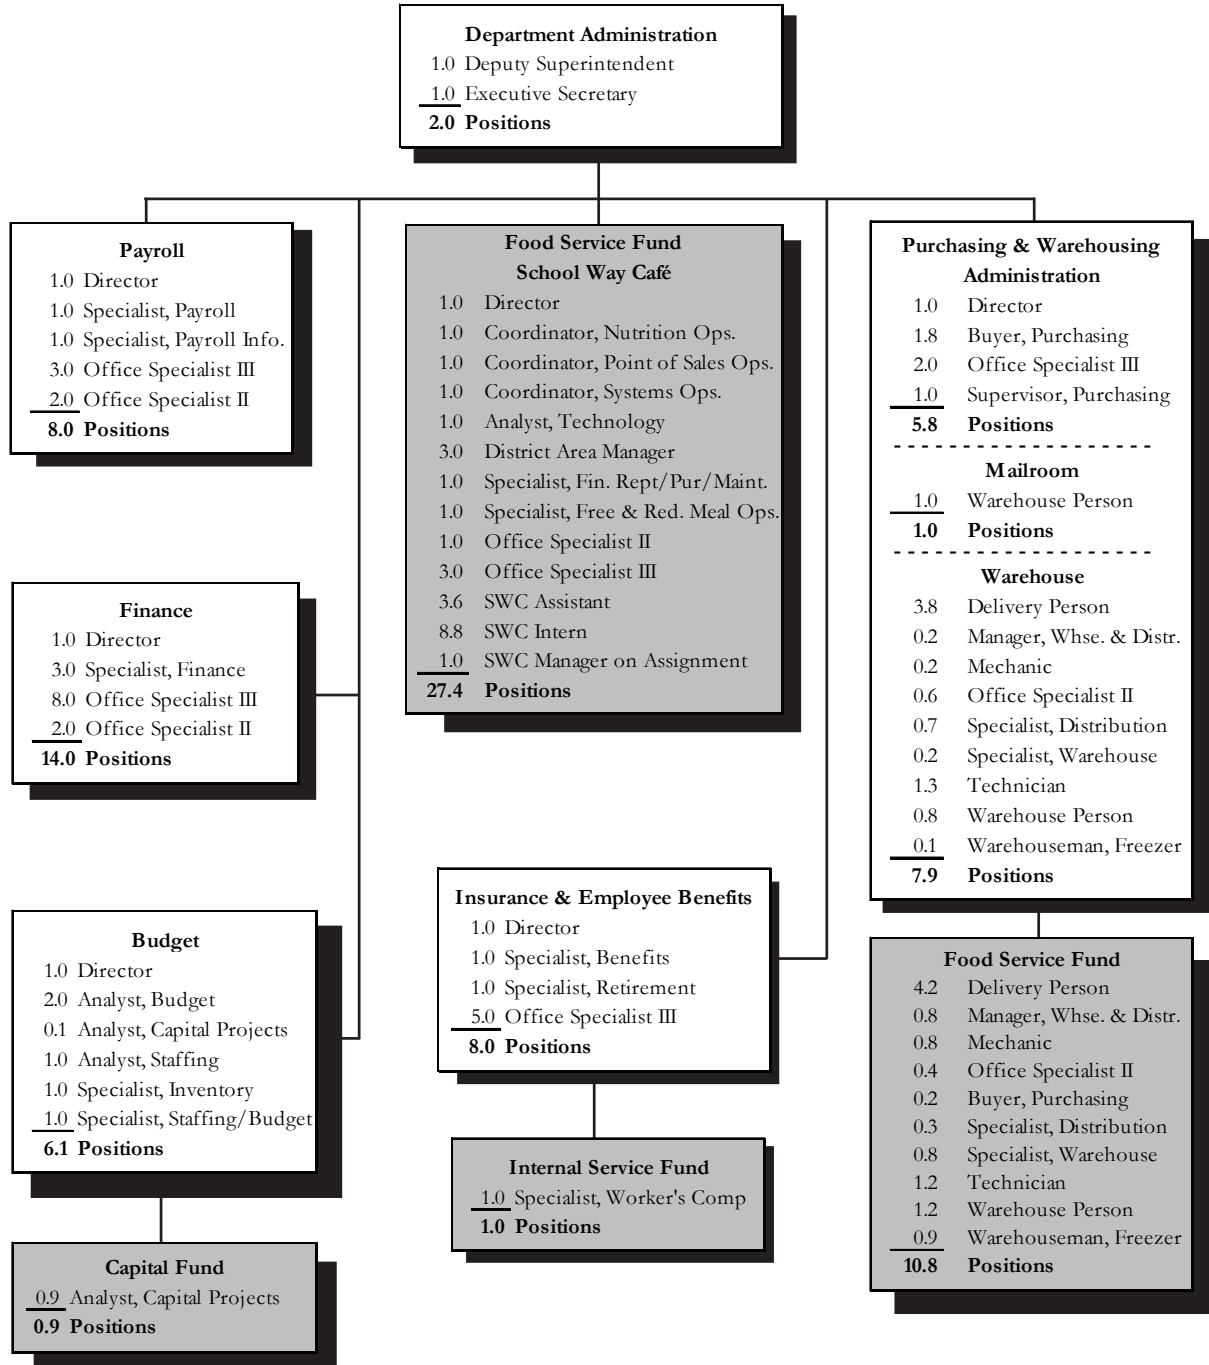 Department Administration
1.0 Deputy Superintendent
1.0 Executive Secretary
2.0 Positions
Payroll
1.0 Director
1.0 Specialist, Payroll
1.0 Specialist, Payroll Info.
3.0 Office Specialist III
2.0 Office Specialist II
8.0 Positions
Finance
1.0 Director
3.0 Specialist, Finance
8.0 Office Specialist III
2.0 Office Specialist II
14.0 Positions
Budget
1.0 Director
2.0 Analyst, Budget
0.1 Analyst, Capital Projects
1.0 Analyst, Staffing
1.0 Specialist, Inventory
1.0 Specialist, Staffing/Budget
6.1 Positions
Capital Fund
0.9 Analyst, Capital Projects
0.9 Positions
Food Service Fund
School Way Café
1.0 Director
1.0 Coordinator, Nutrition Ops.
1.0 Coordinator, Point of Sales Ops.
1.0 Coordinator, Systems Ops.
1.0 Analyst, Technology
3.0 District Area Manager
1.0 Specialist, Fin. Rept/Pur/Maint.
1.0 Specialist, Free & Red. Meal Ops.
1.0 Office Specialist II
3.0 Office Specialist III
3.6 SWC Assistant
8.8 SWC Intern
1.0 SWC Manager on Assignment
27.4 Positions
Insurance & Employee Benefits
1.0 Director
1.0 Specialist, Benefits
1.0 Specialist, Retirement
5.0 Office Specialist III
8.0 Positions
Internal Service Fund
1.0 Specialist, Worker's Comp
1.0 Positions
Purchasing & Warehousing
Administration
1.0 Director
1.8 Buyer, Purchasing
2.0 Office Specialist III
1.0 Supervisor, Purchasing
5.8 Positions
Mailroom
1.0 Warehouse Person
1.0 Positions
Warehouse
3.8 Delivery Person
0.2 Manager, Whse. & Distr.
0.2 Mechanic
0.6 Office Specialist II
0.7 Specialist, Distribution
0.2 Specialist, Warehouse
1.3 Technician
0.8 Warehouse Person
0.1 Warehouseman, Freezer
7.9 Positions
Food Service Fund
4.2 Delivery Person
0.8 Manager, Whse. & Distr.
0.8 Mechanic
0.4 Office Specialist II
0.2 Buyer, Purchasing
0.3 Specialist, Distribution
0.8 Specialist, Warehouse
1.2 Technician
1.2 Warehouse Person
0.9 Warehouseman, Freezer
10.8 Positions